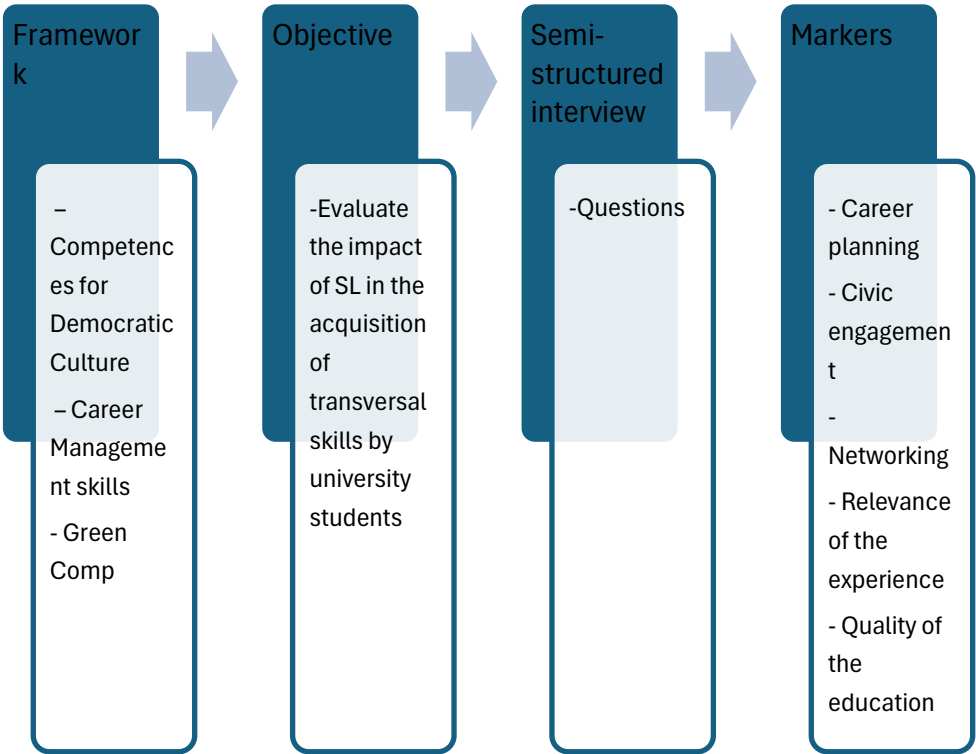 Framewor
k
–
Competenc
es for
Democratic
Culture
– Career
Manageme
nt skills
- Green
Comp
Objective
-Evaluate
the impact
of SL in the
acquisition
of
transversal
skills by
university
students
Semi-
structured
interview
-Questions
Markers
- Career
planning
- Civic
engagemen
t
-
Networking
- Relevance
of the
experience
- Quality of
the
education